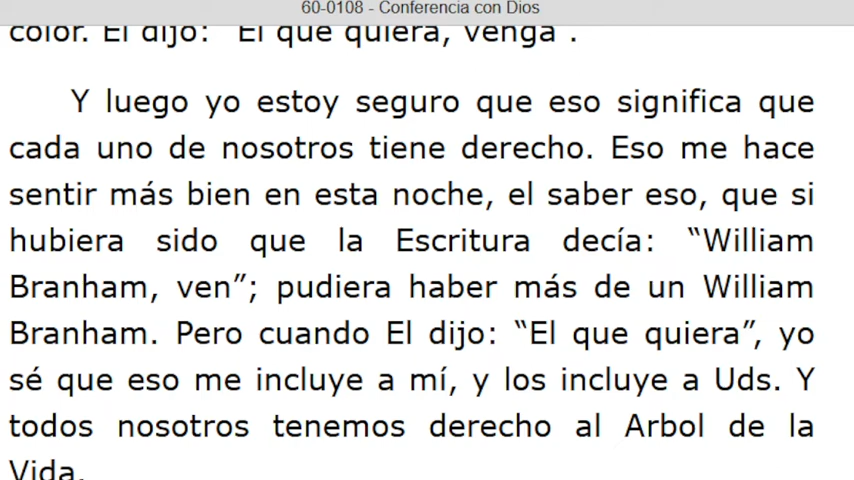 60-0108 - Conferencia con Dios
color. El dijo: “El que quiera, venga”.
Y luego yo estoy seguro que eso significa que
cada uno de nosotros tiene derecho. Eso me hace
sentir más bien en esta noche, el saber eso, que si
hubiera sido que la Escritura decía: “William
Branham, ven”; pudiera haber más de un William
Branham. Pero cuando El dijo: “El que quiera”, yo
sé que eso me incluye a mí, y los incluye a Uds. Y
todos nosotros tenemos derecho al Arbol de la
Vida.